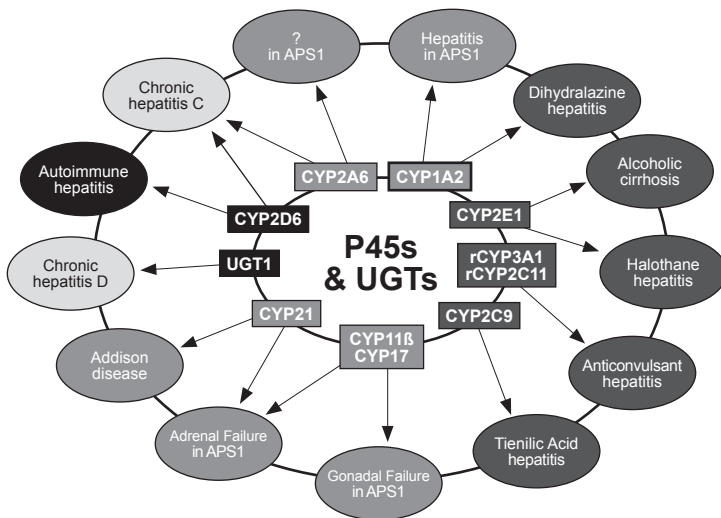 ?
in APS1
Hepatitis
in APS1
Chronic
hepatitis C
Dihydralazine
hepatitis
Autoimmune
hepatitis
Alcoholic
cirrhosis
CYP2A6
CYP1A2
CYP2D6
CYP2E1
P45s
& UGTs
UGT1
rCYP3A1
rCYP2C11
Chronic
hepatitis D
Halothane
hepatitis
CYP21
CYP2C9
CYP11ß
CYP17
Addison
disease
Anticonvulsant
hepatitis
Adrenal Failure
in APS1
Tienilic Acid
hepatitis
Gonadal Failure
in APS1